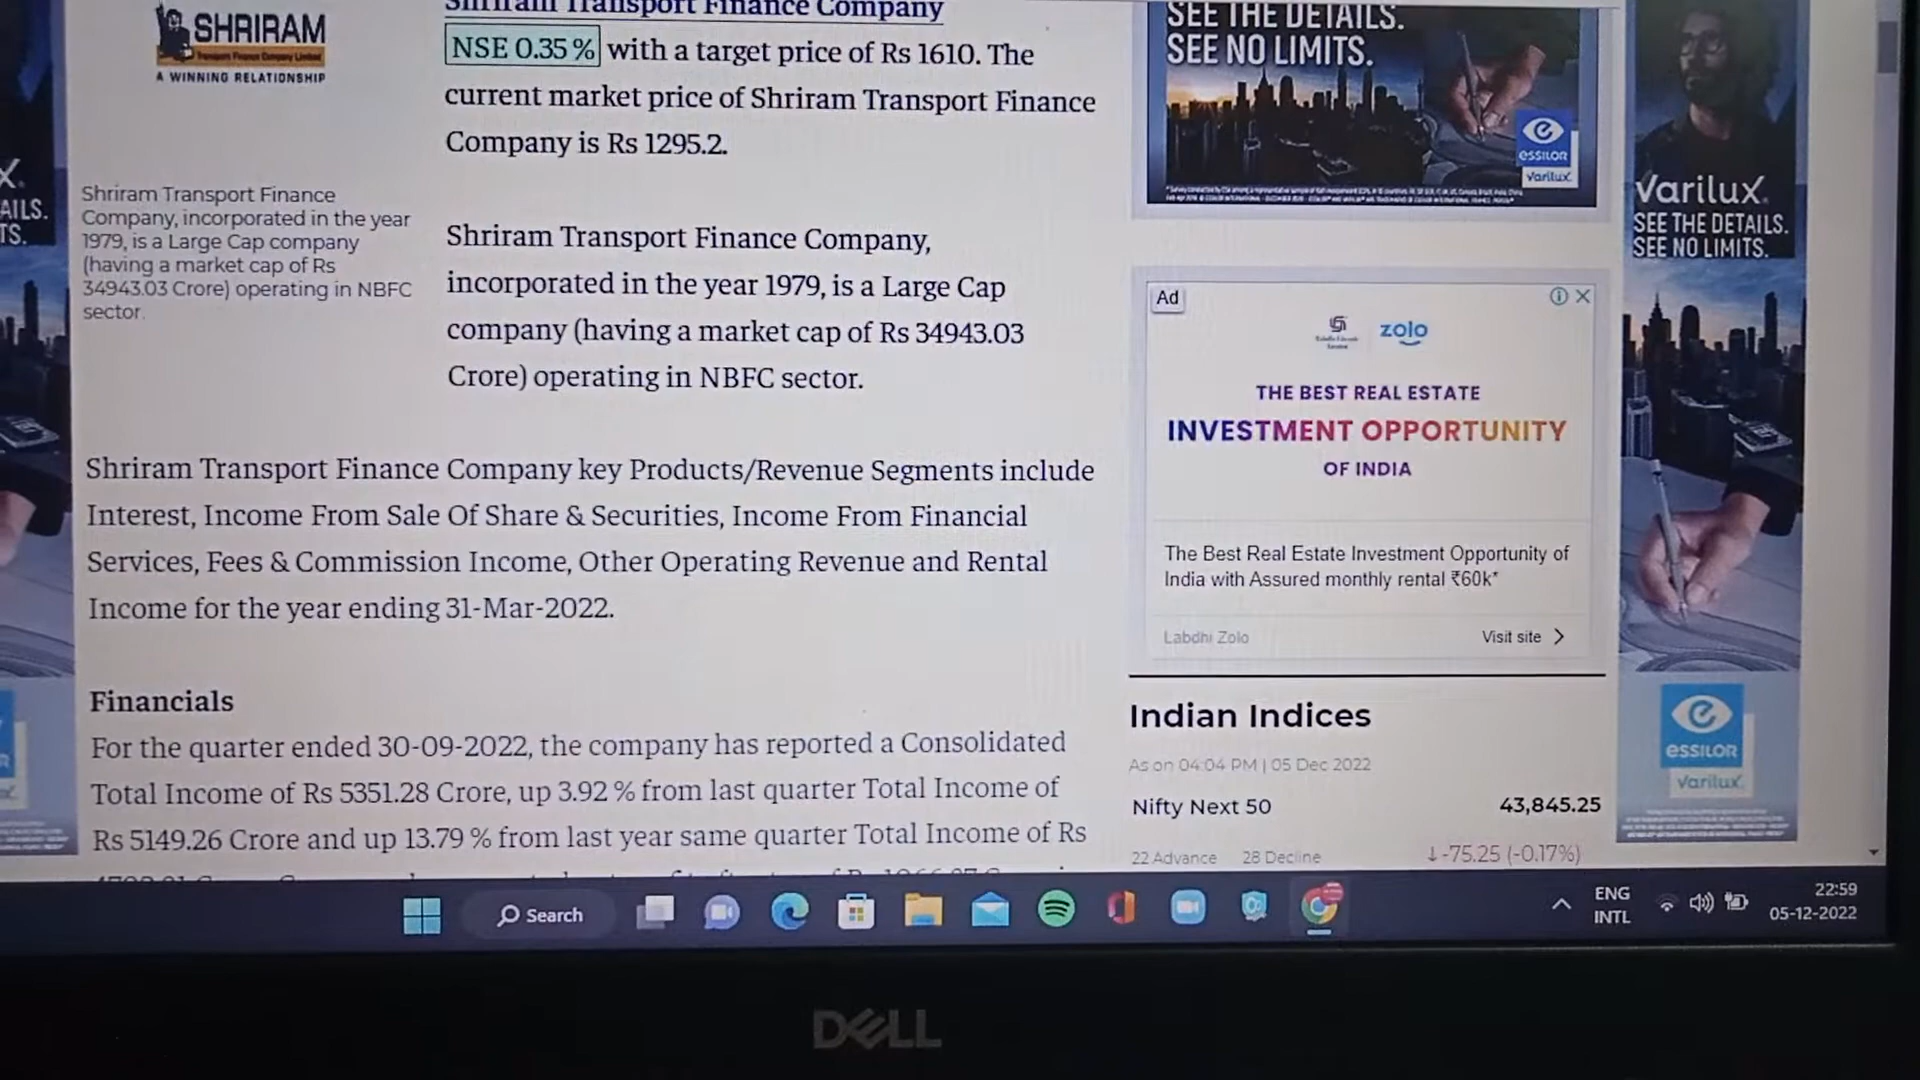 SHRIRAM
Transport Finance Company Limited
A WINNING RELATIONSHIP
Shriram Transport Finance
Company, incorporated in the year
1979, is a Large Cap company
(having a market cap of Rs
34943.03 Crore) operating in NBFC
sector.
Shriram Transport Finance Company
NSE 0.35 % with a target price of Rs 1610. The
current market price of Shriram Transport Finance
Company is Rs 1295.2.
Shriram Transport Finance Company,
incorporated in the year 1979, is a Large Cap
company (having a market cap of Rs 34943.03
Crore) operating in NBFC sector.
Shriram Transport Finance Company key Products/Revenue Segments include
Interest, Income From Sale Of Share & Securities, Income From Financial
Services, Fees & Commission Income, Other Operating Revenue and Rental
Income for the year ending 31-Mar-2022.
Financials
For the quarter ended 30-09-2022, the company has reported a Consolidated
Total Income of Rs 5351.28 Crore, up 3.92 % from last quarter Total Income of
Rs 5149.26 Crore and up 13.79 % from last year same quarter Total Income of Rs
SEE THE DETAILS.
SEE NO LIMITS.
essilor
Varilux
Ad
zolo
THE BEST REAL ESTATE
INVESTMENT OPPORTUNITY
OF INDIA
The Best Real Estate Investment Opportunity of
India with Assured monthly rental ₹60k*
Labdhi Zolo
Visit site
Indian Indices
As on 04:04 PM | 05 Dec 2022
Nifty Next 50 43,845.25
22 Advance 28 Decline ↓-75.25 (-0.17%)
Varilux
SEE THE DETAILS.
SEE NO LIMITS.
essilor
Varilux
X.
AILS.
TS.
Search
ENG
INTL
22:59
05-12-2022
DELL